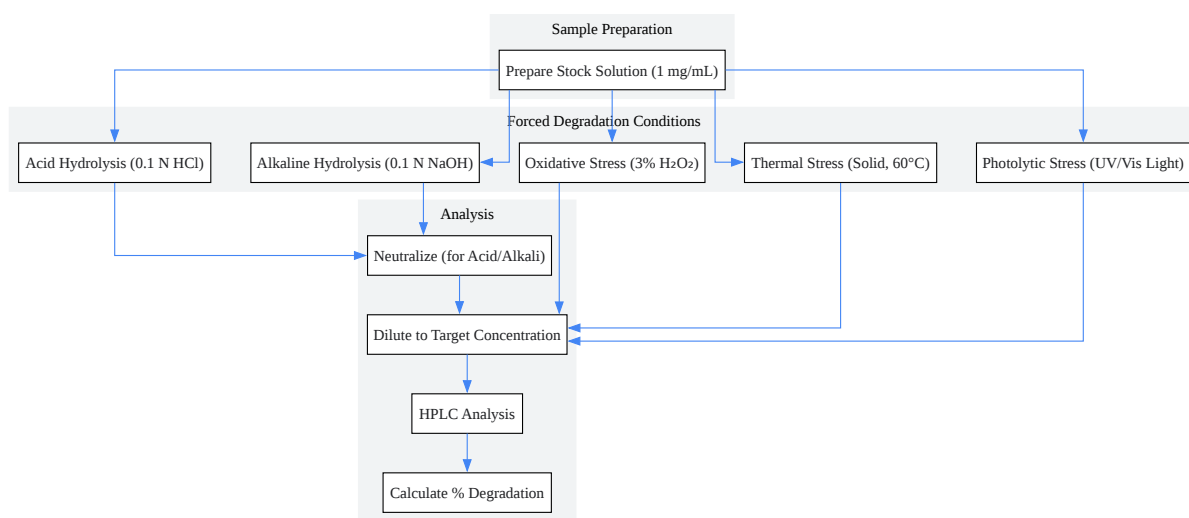 Sample Preparation
Prepare Stock Solution (1 mg/mL)
Forced Degradation Conditions
Acid Hydrolysis (0.1 N HCl)
Alkaline Hydrolysis (0.1 N NaOH)
Oxidative Stress (3% H₂O₂)
Thermal Stress (Solid, 60°C)
Photolytic Stress (UV/Vis Light)
Analysis
Neutralize (for Acid/Alkali)
Dilute to Target Concentration
HPLC Analysis
Calculate % Degradation